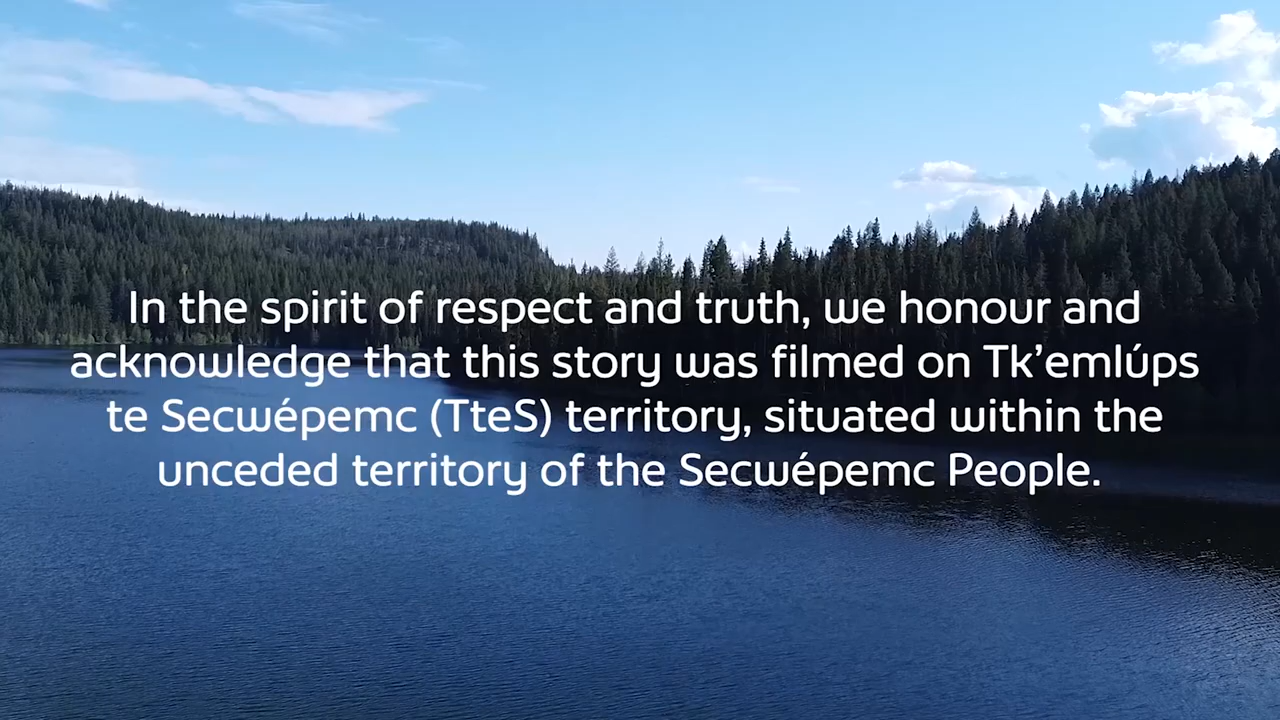 In the spirit of respect and truth, we honour and
acknowledge that this story was filmed on Tk’emlúps
te Secwépemc (TteS) territory, situated within the
unceded territory of the Secwépemc People.